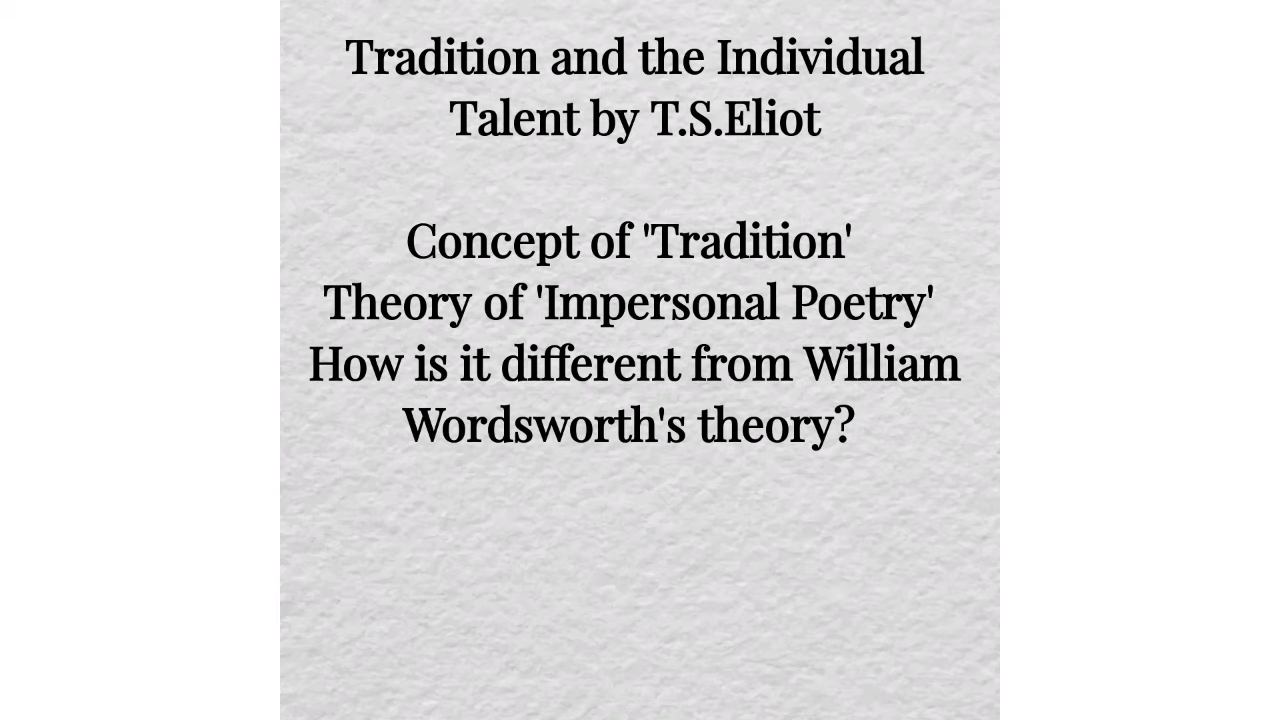 Tradition and the Individual
Talent by T.S.Eliot
Concept of 'Tradition'
Theory of 'Impersonal Poetry'
How is it different from William
Wordsworth's theory?